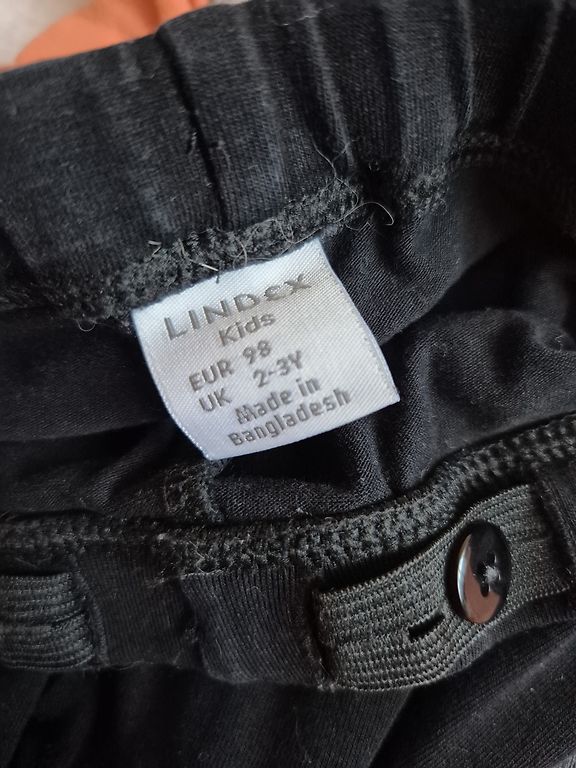 LINDEX
Kids
EUR 98
UK 2-3Y
Made in
Bangladesh